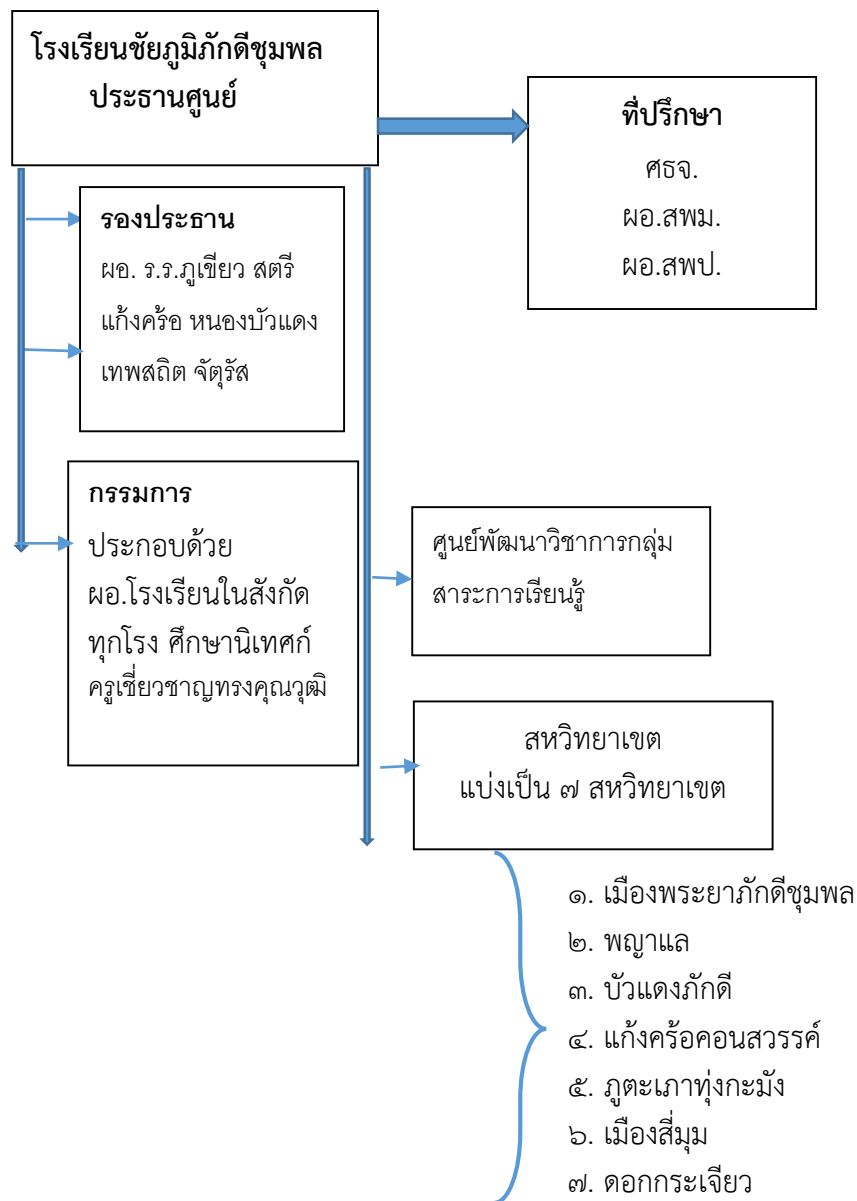 โรงเรียนชัยภูมิภักดีชุมพล
ประธานศูนย์
ที่ปรึกษา
ศธจ.
ผอ.สพม.
ผอ.สพป.
รองประธาน
ผอ. ร.ร.ภูเขียว สตรี
แก้งคร้อ หนองบัวแดง
เทพสถิต จัตุรัส
กรรมการ
ประกอบด้วย
ผอ.โรงเรียนในสังกัด
ทุกโรง ศึกษานิเทศก์
ครูเชี่ยวชาญทรงคุณวุฒิ
ศูนย์พัฒนาวิชาการกลุ่ม
สาระการเรียนรู้
สหวิทยาเขต
แบ่งเป็น ๗ สหวิทยาเขต
๑. เมืองพระยาภักดีชุมพล
๒. พญาแล
๓. บัวแดงภักดี
๔. แก้งคร้อคอนสวรรค์
๕. ภูตะเภาทุ่งกะมัง
๖. เมืองสี่มุม
๗. ดอกกระเจียว